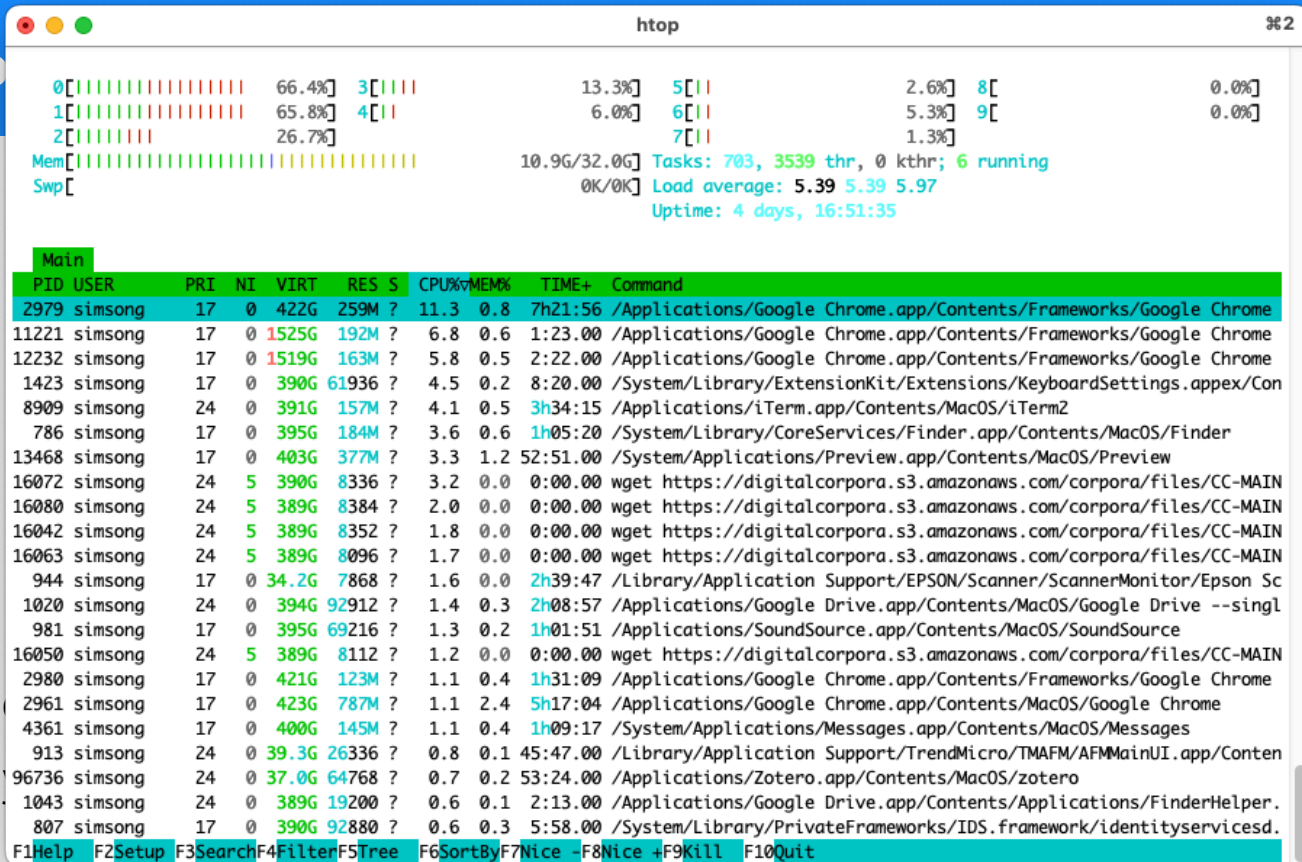 htop ⌘2
0[||||||||||||||||| 66.4%] 3[|||| 13.3%] 5[|| 2.6%] 8[ 0.0%]
1[||||||||||||||||| 65.8%] 4[|| 6.0%] 6[|| 5.3%] 9[ 0.0%]
2[|||||||| 26.7%] 7[|| 1.3%]
Mem[|||||||||||||||||||||||||||||||||| 10.9G/32.0G] Tasks: 703, 3539 thr, 0 kthr; 6 running
Swp[ 0K/0K] Load average: 5.39 5.39 5.97
Uptime: 4 days, 16:51:35
Main
PID USER PRI NI VIRT RES S CPU%▽MEM% TIME+ Command
2979 simsong 17 0 422G 259M ? 11.3 0.8 7h21:56 /Applications/Google Chrome.app/Contents/Frameworks/Google Chrome
11221 simsong 17 0 1525G 192M ? 6.8 0.6 1:23.00 /Applications/Google Chrome.app/Contents/Frameworks/Google Chrome
12232 simsong 17 0 1519G 163M ? 5.8 0.5 2:22.00 /Applications/Google Chrome.app/Contents/Frameworks/Google Chrome
1423 simsong 17 0 390G 61936 ? 4.5 0.2 8:20.00 /System/Library/ExtensionKit/Extensions/KeyboardSettings.appex/Con
8909 simsong 24 0 391G 157M ? 4.1 0.5 3h34:15 /Applications/iTerm.app/Contents/MacOS/iTerm2
786 simsong 17 0 395G 184M ? 3.6 0.6 1h05:20 /System/Library/CoreServices/Finder.app/Contents/MacOS/Finder
13468 simsong 17 0 403G 377M ? 3.3 1.2 52:51.00 /System/Applications/Preview.app/Contents/MacOS/Preview
16072 simsong 24 5 390G 8336 ? 3.2 0.0 0:00.00 wget https://digitalcorpora.s3.amazonaws.com/corpora/files/CC-MAIN
16080 simsong 24 5 389G 8384 ? 2.0 0.0 0:00.00 wget https://digitalcorpora.s3.amazonaws.com/corpora/files/CC-MAIN
16042 simsong 24 5 389G 8352 ? 1.8 0.0 0:00.00 wget https://digitalcorpora.s3.amazonaws.com/corpora/files/CC-MAIN
16063 simsong 24 5 389G 8096 ? 1.7 0.0 0:00.00 wget https://digitalcorpora.s3.amazonaws.com/corpora/files/CC-MAIN
944 simsong 17 0 34.2G 7868 ? 1.6 0.0 2h39:47 /Library/Application Support/EPSON/Scanner/ScannerMonitor/Epson Sc
1020 simsong 24 0 394G 92912 ? 1.4 0.3 2h08:57 /Applications/Google Drive.app/Contents/MacOS/Google Drive --singl
981 simsong 24 0 395G 69216 ? 1.3 0.2 1h01:51 /Applications/SoundSource.app/Contents/MacOS/SoundSource
16050 simsong 24 5 389G 8112 ? 1.2 0.0 0:00.00 wget https://digitalcorpora.s3.amazonaws.com/corpora/files/CC-MAIN
2980 simsong 24 0 421G 123M ? 1.1 0.4 1h31:09 /Applications/Google Chrome.app/Contents/Frameworks/Google Chrome
2961 simsong 24 0 423G 787M ? 1.1 2.4 5h17:04 /Applications/Google Chrome.app/Contents/MacOS/Google Chrome
4361 simsong 17 0 400G 145M ? 1.1 0.4 1h09:17 /System/Applications/Messages.app/Contents/MacOS/Messages
913 simsong 24 0 39.3G 26336 ? 0.8 0.1 45:47.00 /Library/Application Support/TrendMicro/TMAFM/AFMMainUI.app/Conten
96736 simsong 24 0 37.0G 64768 ? 0.7 0.2 53:24.00 /Applications/Zotero.app/Contents/MacOS/zotero
1043 simsong 24 0 389G 19200 ? 0.6 0.1 2:13.00 /Applications/Google Drive.app/Contents/Applications/FinderHelper.
807 simsong 17 0 390G 92880 ? 0.6 0.3 5:58.00 /System/Library/PrivateFrameworks/IDS.framework/identityservicesd.
F1Help F2Setup F3SearchF4FilterF5Tree F6SortByF7Nice -F8Nice +F9Kill F10Quit